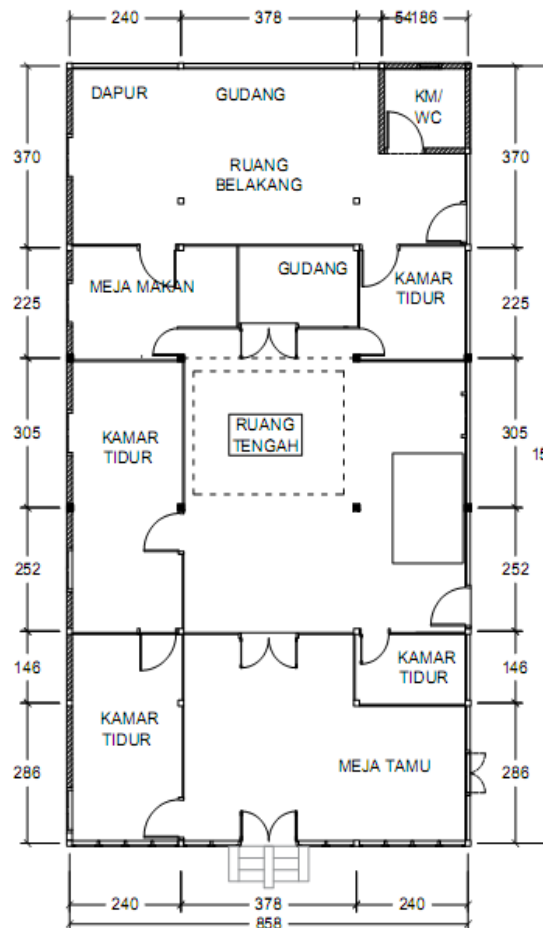 240 378 54186
DAPUR
GUDANG
KM/
WC
370
370
RUANG
BELAKANG
GUDANG
KAMAR
TIDUR
225
MEJA MAKAN
225
RUANG
TENGAH
KAMAR
TIDUR
305
305
15
252
252
146
KAMAR
TIDUR
146
KAMAR
TIDUR
286
MEJA TAMU
286
240 378 240
858